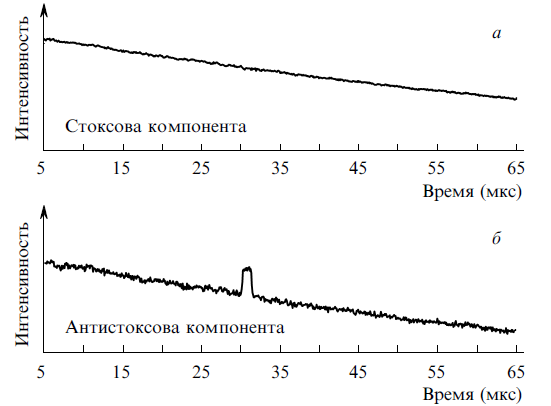 Интенсивность
а
Стоксова компонента
5 15 25 35 45 55 65
Время (мкс)
Интенсивность
б
Антистоксова компонента
5 15 25 31 35 45 55 65
Время (мкс)